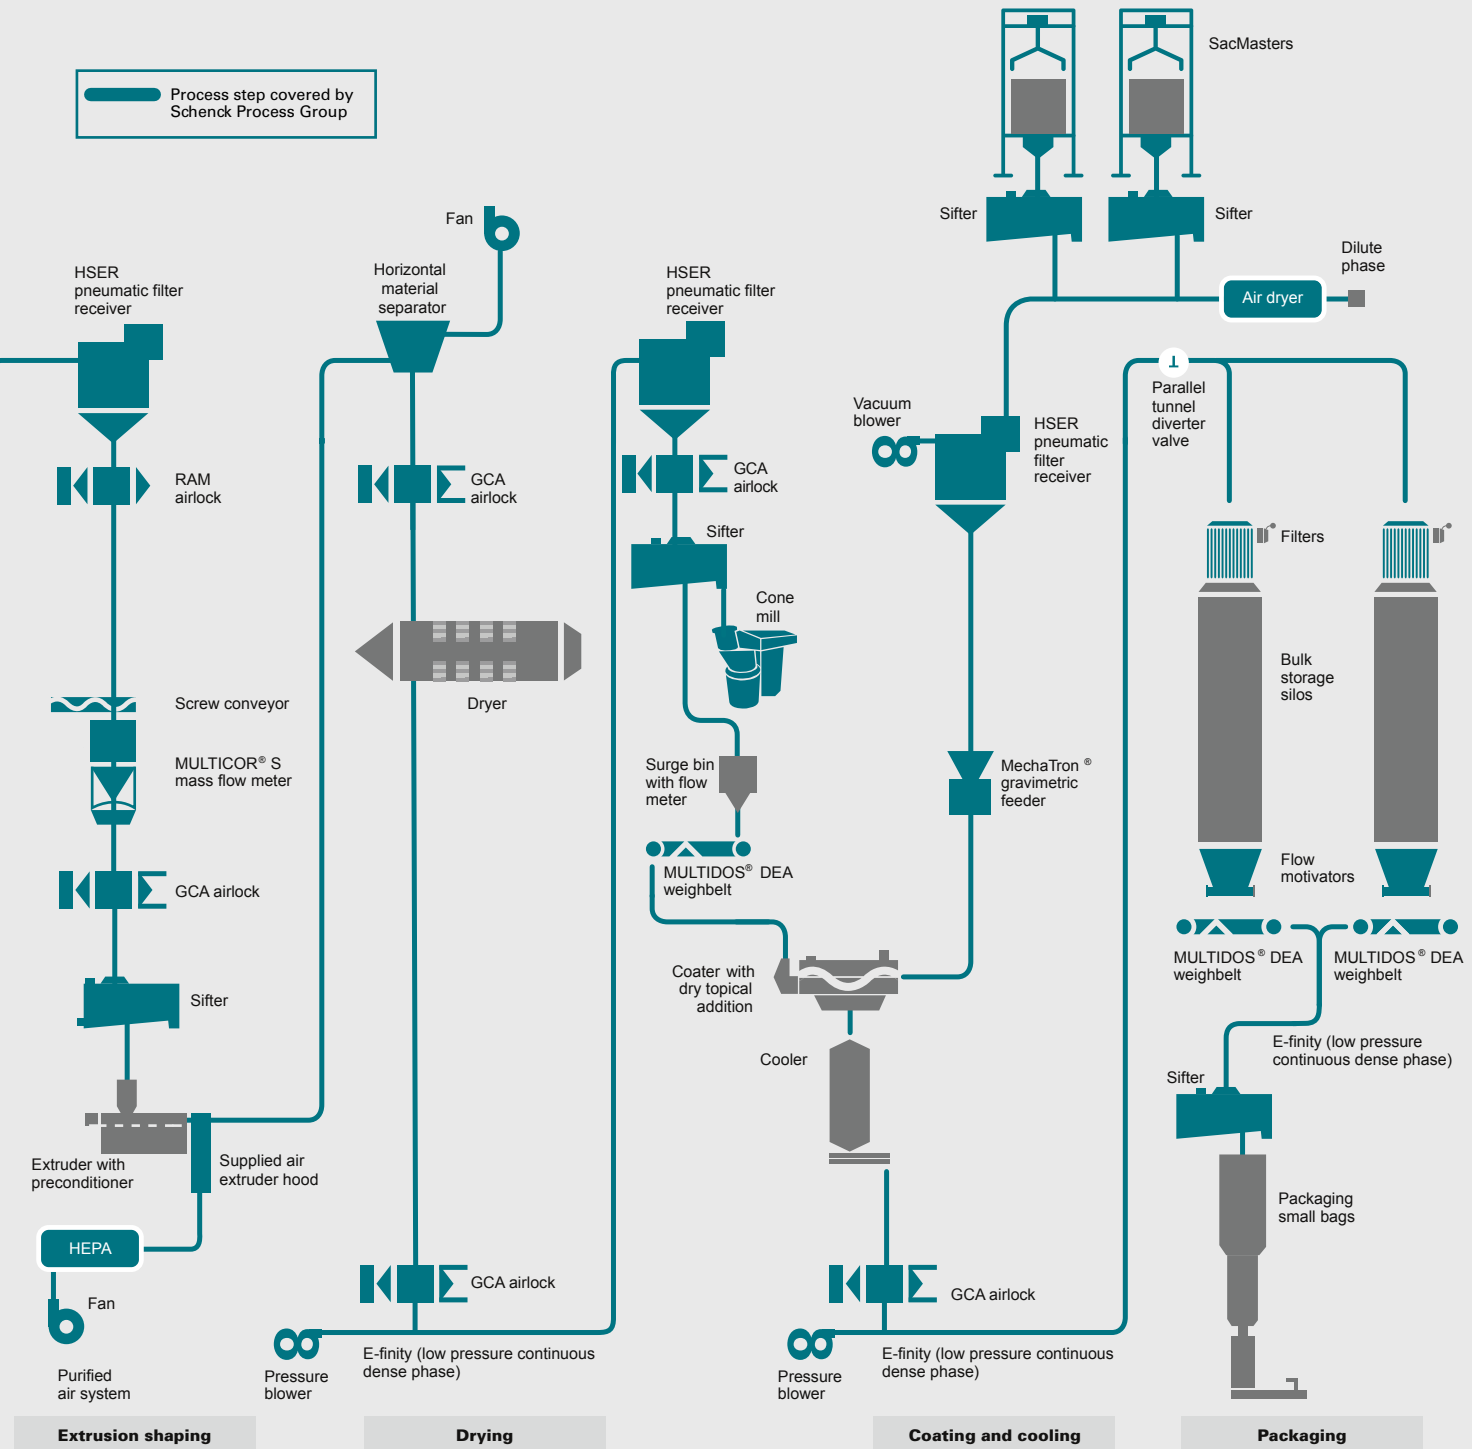 SacMasters
Process step covered by
Schenck Process Group
Sifter
Sifter
Fan
Dilute
phase
Air dryer
HSER
pneumatic filter
receiver
Horizontal
material
separator
HSER
pneumatic filter
receiver
Parallel
tunnel
diverter
valve
Vacuum
blower
HSER
pneumatic
filter
receiver
RAM
airlock
GCA
airlock
GCA
airlock
Sifter
Filters
Cone
mill
Bulk
storage
silos
Screw conveyor
Dryer
MULTICOR® S
mass flow meter
Surge bin
with flow
meter
MechaTron ®
gravimetric
feeder
MULTIDOS® DEA
weighbelt
Flow
motivators
GCA airlock
MULTIDOS® DEA
weighbelt
MULTIDOS® DEA
weighbelt
Coater with
dry topical
addition
Sifter
Cooler
E-finity (low pressure
continuous dense phase)
Sifter
Extruder with
preconditioner
Supplied air
extruder hood
Packaging
small bags
HEPA
Fan
GCA airlock
GCA airlock
Purified
air system
Pressure
blower
E-finity (low pressure continuous
dense phase)
Pressure
blower
E-finity (low pressure continuous
dense phase)
Extrusion shaping
Drying
Coating and cooling
Packaging